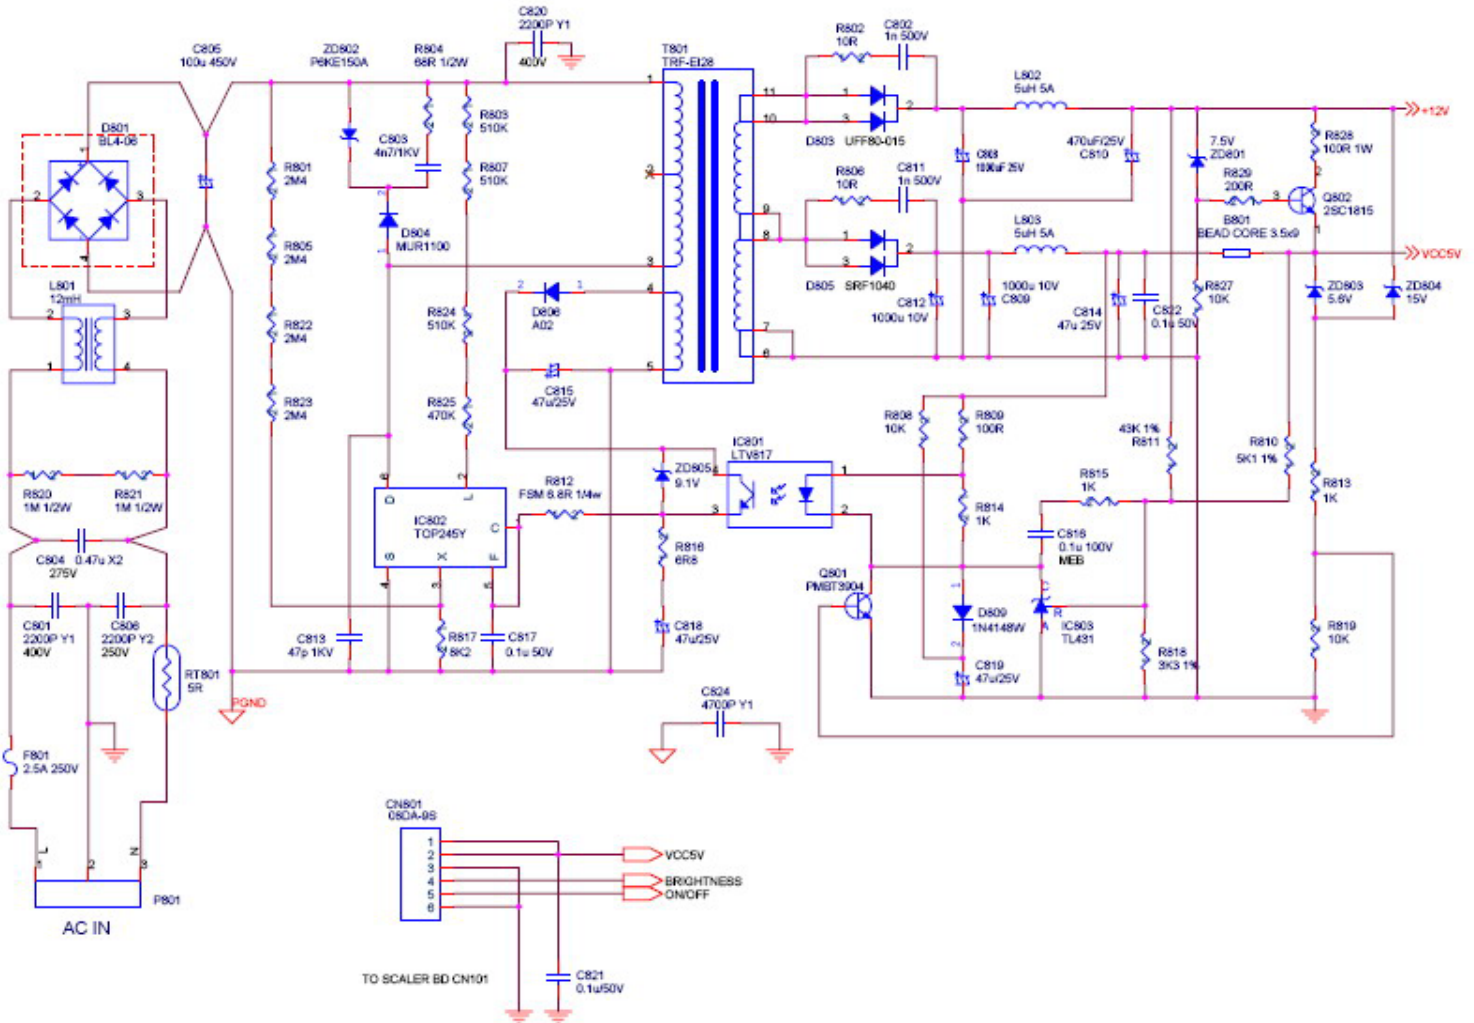 C820
2200P Y1
400V
C805
100u 450V
ZD802
P6KE150A
R804
68R 1/2W
T801
TRF-EI28
R802
10R
C802
1n 500V
L802
5uH 5A
+12V
D801
BL4-06
R803
510K
C803
4n7/1KV
R807
510K
R801
2M4
D803
UFF80-015
C808
1000uF 25V
470uF/25V
C810
7.5V
ZD801
R828
100R 1W
R829
200R
Q802
2SC1815
R806
10R
C811
1n 500V
L803
5uH 5A
B801
BEAD CORE 3.5x9
VCC5V
D804
MUR1100
R805
2M4
D805
SRF1040
C812
1000u 10V
1000u 10V
C809
C814
47u 25V
C822
0.1u 50V
R827
10K
ZD803
5.6V
ZD804
15V
L801
12mH
D806
A02
R824
510K
R822
2M4
C815
47u/25V
R823
2M4
R825
470K
R808
10K
R809
100R
43K 1%
R811
R810
5K1 1%
IC801
LTV817
ZD805
9.1V
R812
FSM 6.8R 1/4w
R820
1M 1/2W
R821
1M 1/2W
R815
1K
R813
1K
R814
1K
IC802
TOP245Y
D
L
C
S
X
F
C816
0.1u 100V
MEB
R816
6R8
C804
0.47u X2
275V
Q801
PMBT3904
D809
1N4148W
C
R
A
IC803
TL431
C801
2200P Y1
400V
C806
2200P Y2
250V
C813
47p 1KV
R817
8K2
C817
0.1u 50V
C818
47u/25V
R819
10K
R818
3K3 1%
C819
47u/25V
RT801
5R
PGND
C824
4700P Y1
F801
2.5A 250V
L
N
1
2
3
P801
AC IN
CN801
08DA-9S
1
2
3
4
5
6
VCC5V
BRIGHTNESS
ON/OFF
TO SCALER BD CN101
C821
0.1u/50V